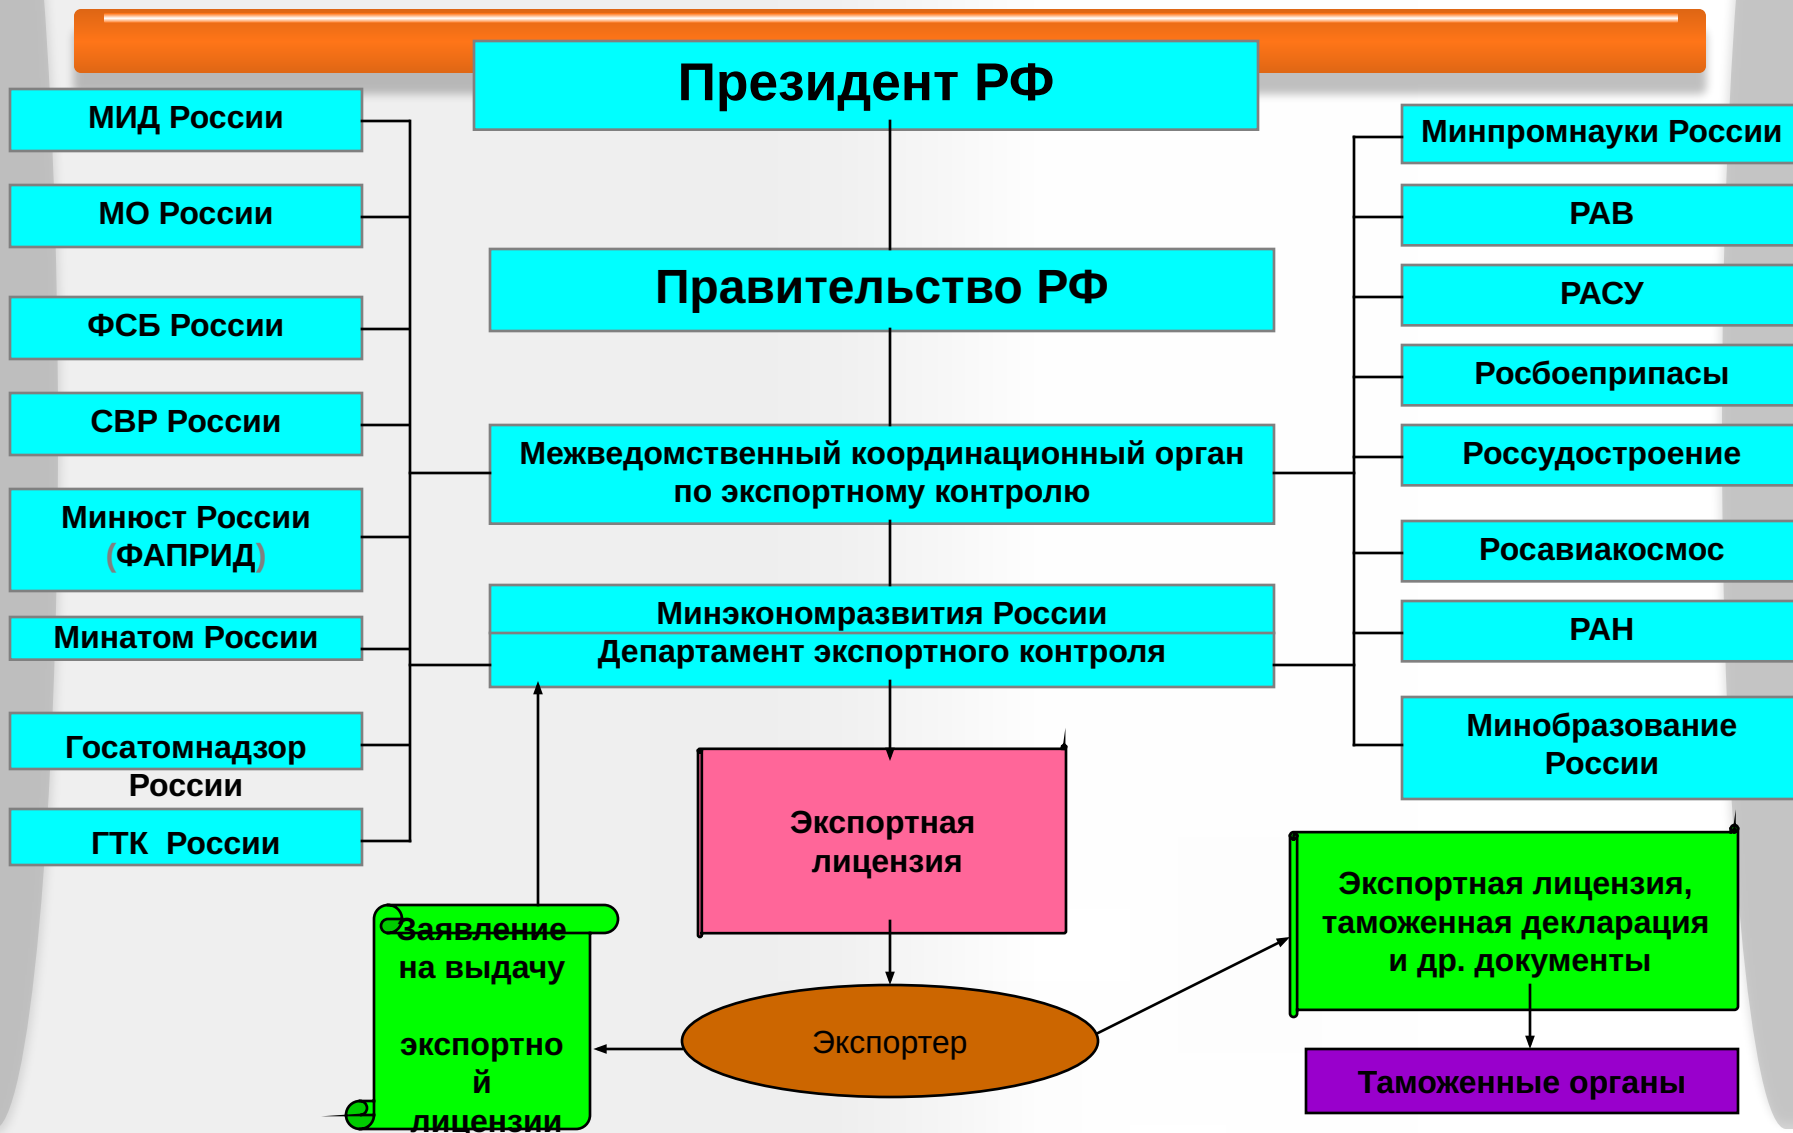 Президент РФ
МИД России
МО России
ФСБ России
СВР России
Минюст России
(ФАПРИД)
Минатом России
Госатомнадзор
России
ГТК России
Правительство РФ
Межведомственный координационный орган
по экспортному контролю
Минэкономразвития России
Департамент экспортного контроля
Минпромнауки России
РАВ
РАСУ
Росбоеприпасы
Россудостроение
Росавиакосмос
РАН
Минобразование
России
Экспортная
лицензия
Заявление
на выдачу
экспортно
й
лицензии
Экспортер
Экспортная лицензия,
таможенная декларация
и др. документы
Таможенные органы